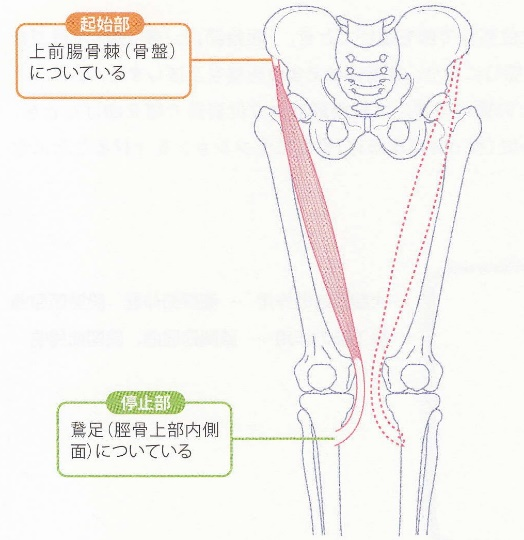 起始部
上前腸骨棘（骨盤）
についている
停止部
鵞足（脛骨上部内側
面）についている